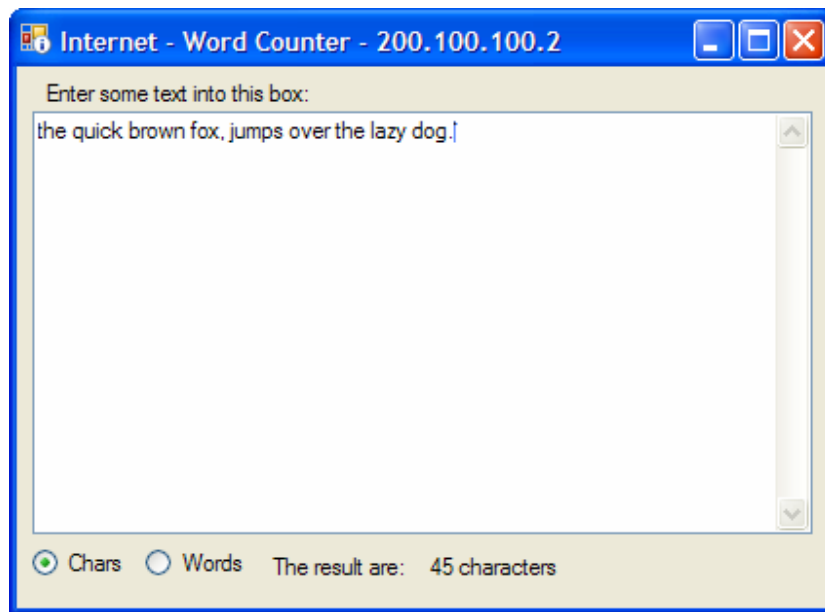 Internet - Word Counter - 200.100.100.2
Enter some text into this box:
the quick brown fox, jumps over the lazy dog.
Chars Words The result are: 45 characters